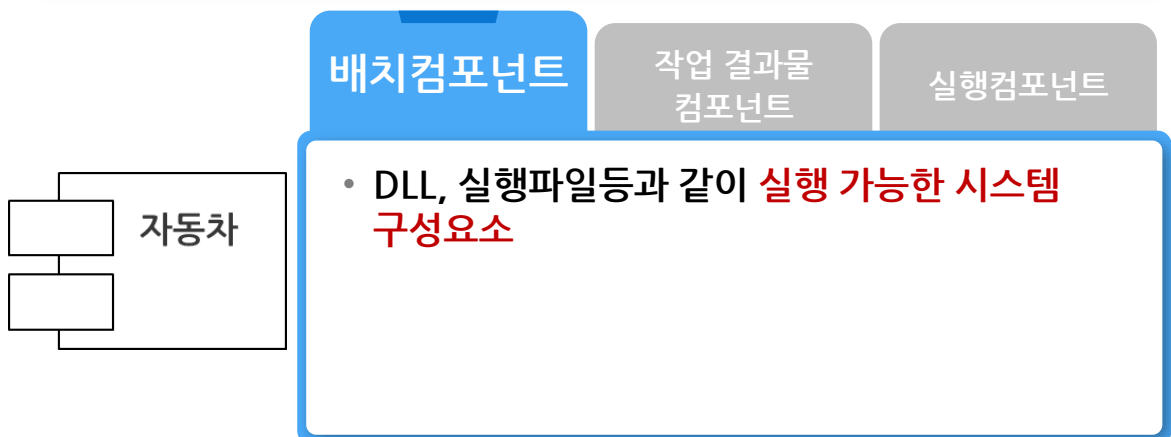 배치컴포넌트
작업 결과물
컴포넌트
실행컴포넌트
자동차
• DLL, 실행파일등과 같이 실행 가능한 시스템
구성요소